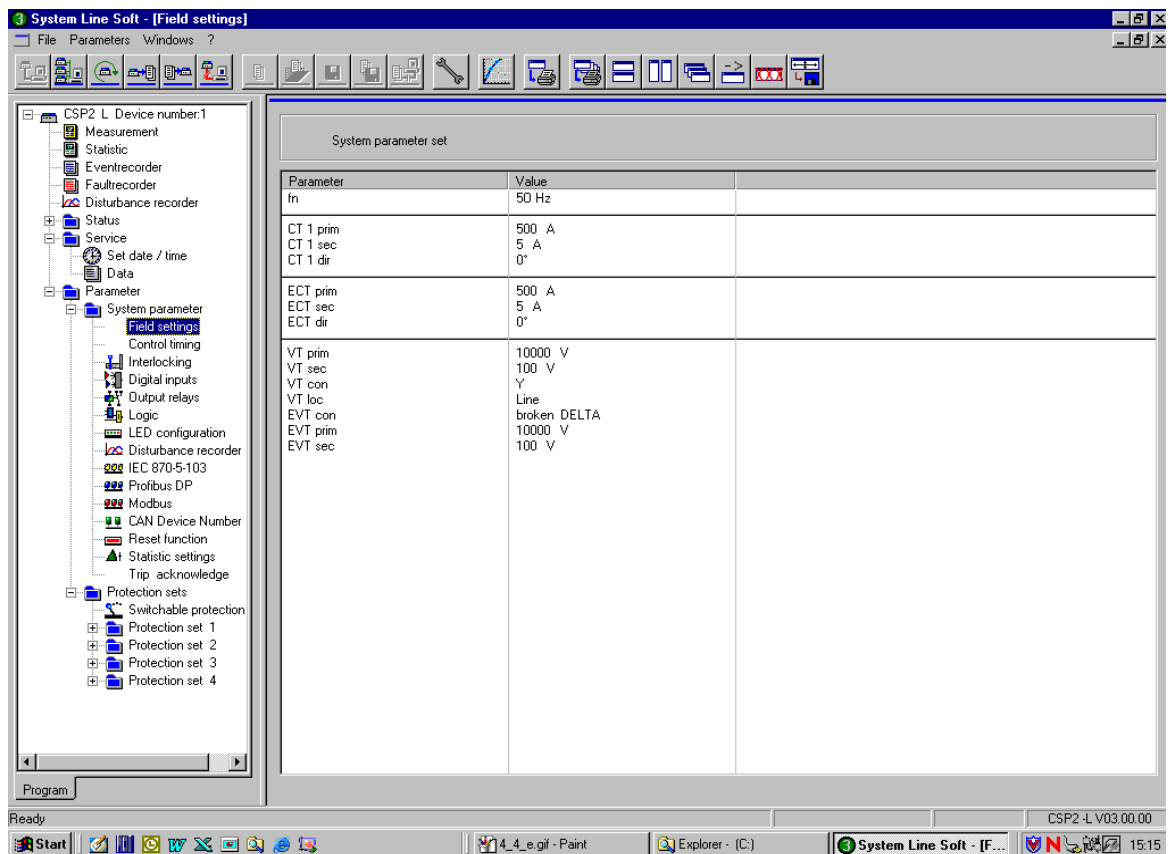 System Line Soft - [Field settings]
File Parameters Windows ?
CSP2 L Device number:1
Measurement
Statistic
Eventrecorder
Faultrecorder
Disturbance recorder
Status
Service
Set date / time
Data
Parameter
System parameter
Field settings
Control timing
Interlocking
Digital inputs
Output relays
Logic
LED configuration
Disturbance recorder
IEC 870-5-103
Profibus DP
Modbus
CAN Device Number
Reset function
Statistic settings
Trip acknowledge
Protection sets
Switchable protection
Protection set 1
Protection set 2
Protection set 3
Protection set 4
Program
System parameter set
Parameter Value
fn 50 Hz
CT 1 prim 500 A
CT 1 sec 5 A
CT 1 dir 0°
ECT prim 500 A
ECT sec 5 A
ECT dir 0°
VT prim 10000 V
VT sec 100 V
VT con Y
VT loc Line
EVT con broken DELTA
EVT prim 10000 V
EVT sec 100 V
Ready CSP2 -L V03.00.00
Start 4_4_e.gif - Paint Explorer - (C:) System Line Soft - [F... 15:15